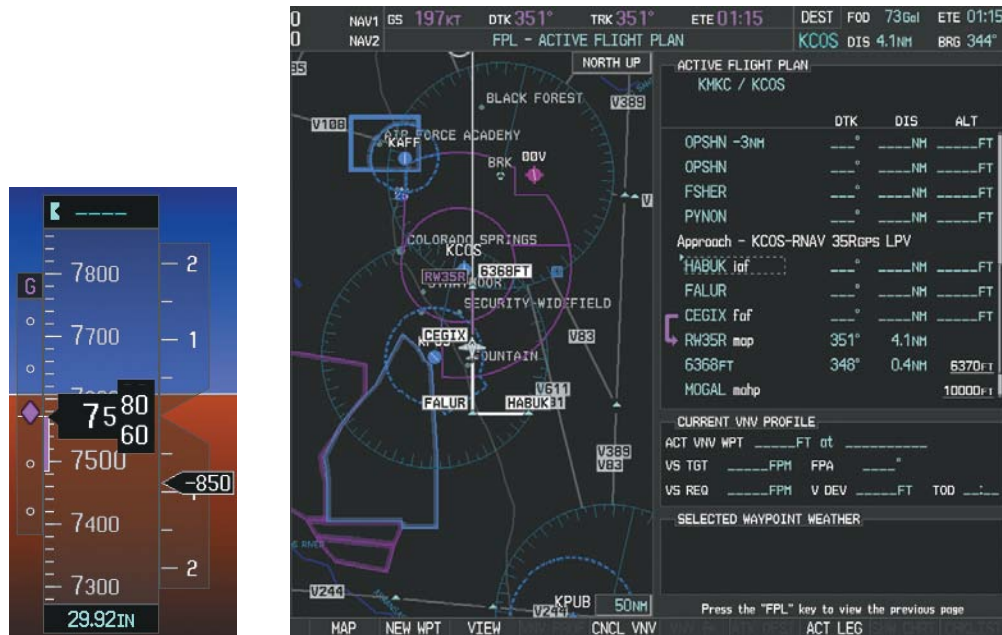 ----
7800
7700
7500
7400
7300
G
2
1
2
75
80
60
-850
29.92IN
0 NAV1 GS 197KT DTK 351° TRK 351° ETE 01:15 DEST FOD 73Gal ETE 01:15
0 NAV2 FPL – ACTIVE FLIGHT PLAN KCOS DIS 4.1NM BRG 344°
NORTH UP
BLACK FOREST
V389
V108
AIR FORCE ACADEMY
KAFF
BRK
COLORADO SPRINGS
KCOS
RW35R
6368FT
SECURITY-WIDEFIELD
CEGIX
V83
FOUNTAIN
V611
FALUR
HABUK
V389
V83
V244
V244
KPUB
50NM
ACTIVE FLIGHT PLAN
KMKC / KCOS
DTK DIS ALT
OPSHN -3NM ___° ____NM _____FT
OPSHN ___° ____NM _____FT
FSHER ___° ____NM _____FT
PYNON ___° ____NM _____FT
Approach - KCOS-RNAV 35RGPS LPV
HABUK iaf ___° ____NM _____FT
FALUR ___° ____NM _____FT
CEGIX faf ___° ____NM _____FT
RW35R map 351° 4.1NM
6368FT 348° 0.4NM 6370FT
MOGAL mahp 10000FT
CURRENT VNV PROFILE
ACT VNV WPT _____FT at __________
VS TGT _____FPM FPA ____°
VS REQ _____FPM V DEV _____FT TOD __:__
SELECTED WAYPOINT WEATHER
Press the "FPL" key to view the previous page
MAP NEW WPT VIEW CNCL VNV ACT LEG